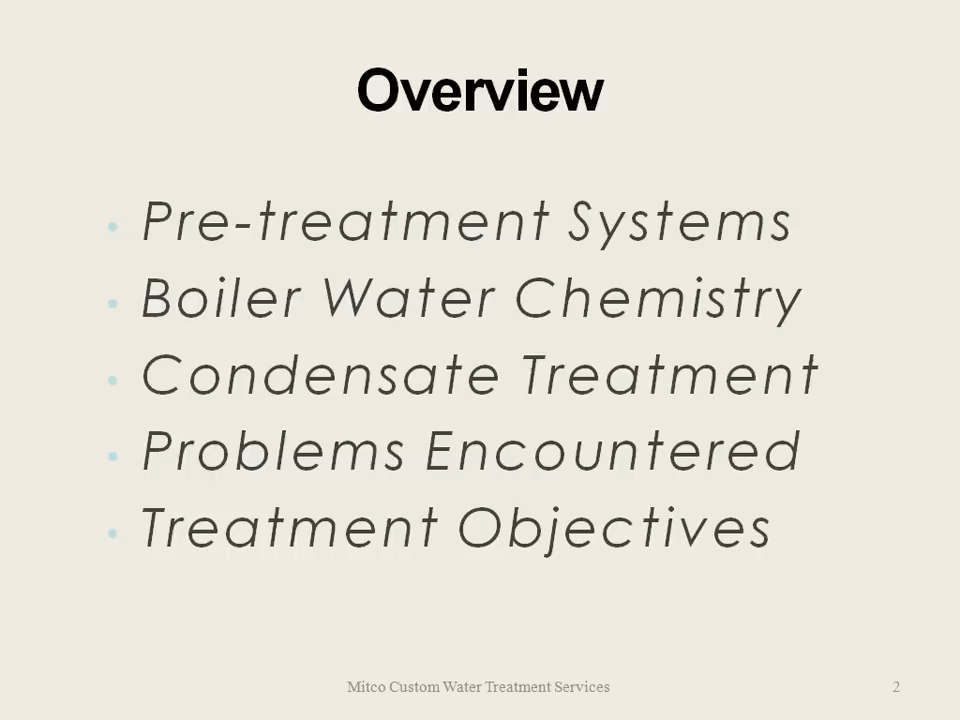 Overview
• Pre-treatment Systems
• Boiler Water Chemistry
• Condensate Treatment
• Problems Encountered
• Treatment Objectives
Mitco Custom Water Treatment Services
2